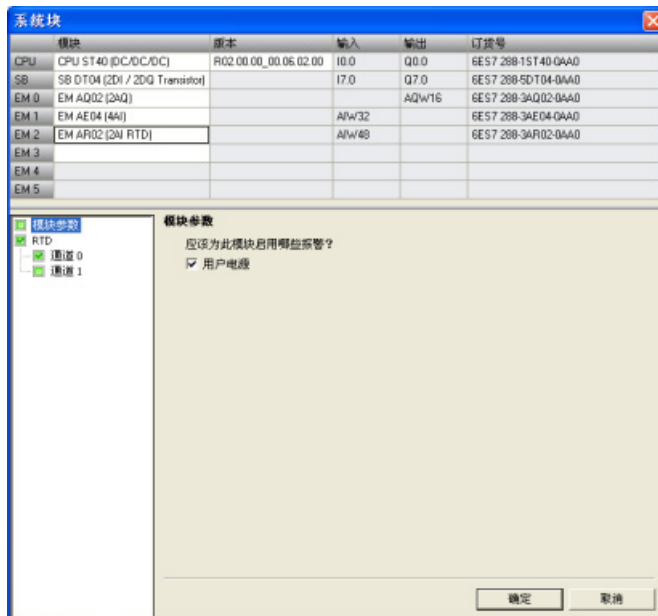 系统块
模块 版本 输入 输出 订货号
CPU CPU ST40 (DC/DC/DC) R02.00.00_00.06.02.00 I0.0 Q0.0 6ES7 288-1ST40-0AA0
SB SB DT04 (2DI / 2DQ Transistor) I7.0 Q7.0 6ES7 288-5DT04-0AA0
EM 0 EM AQ02 (2AQ) AQW16 6ES7 288-3AQ02-0AA0
EM 1 EM AE04 (4AI) AIW32 6ES7 288-3AE04-0AA0
EM 2 EM AR02 (2AI RTD) AIW48 6ES7 288-3AR02-0AA0
EM 3
EM 4
EM 5
模块参数
RTD
通道 0
通道 1
模块参数
应该为此模块启用哪些报警?
用户电源
确定 取消